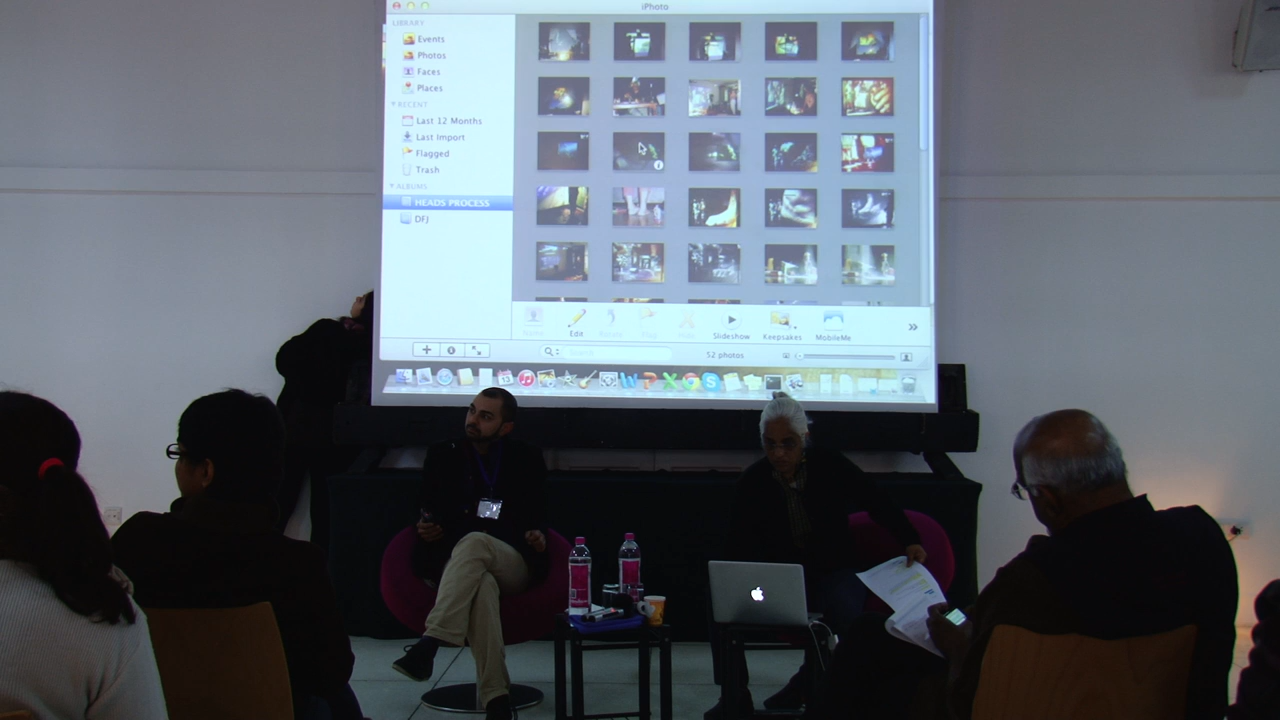 iPhoto
LIBRARY
Events
Photos
Faces
Places
RECENT
Last 12 Months
Last Import
Flagged
Trash
ALBUMS
HEADS PROCESS
DFJ
Edit
Slideshow
Keepsakes
MobileMe
Search
52 photos